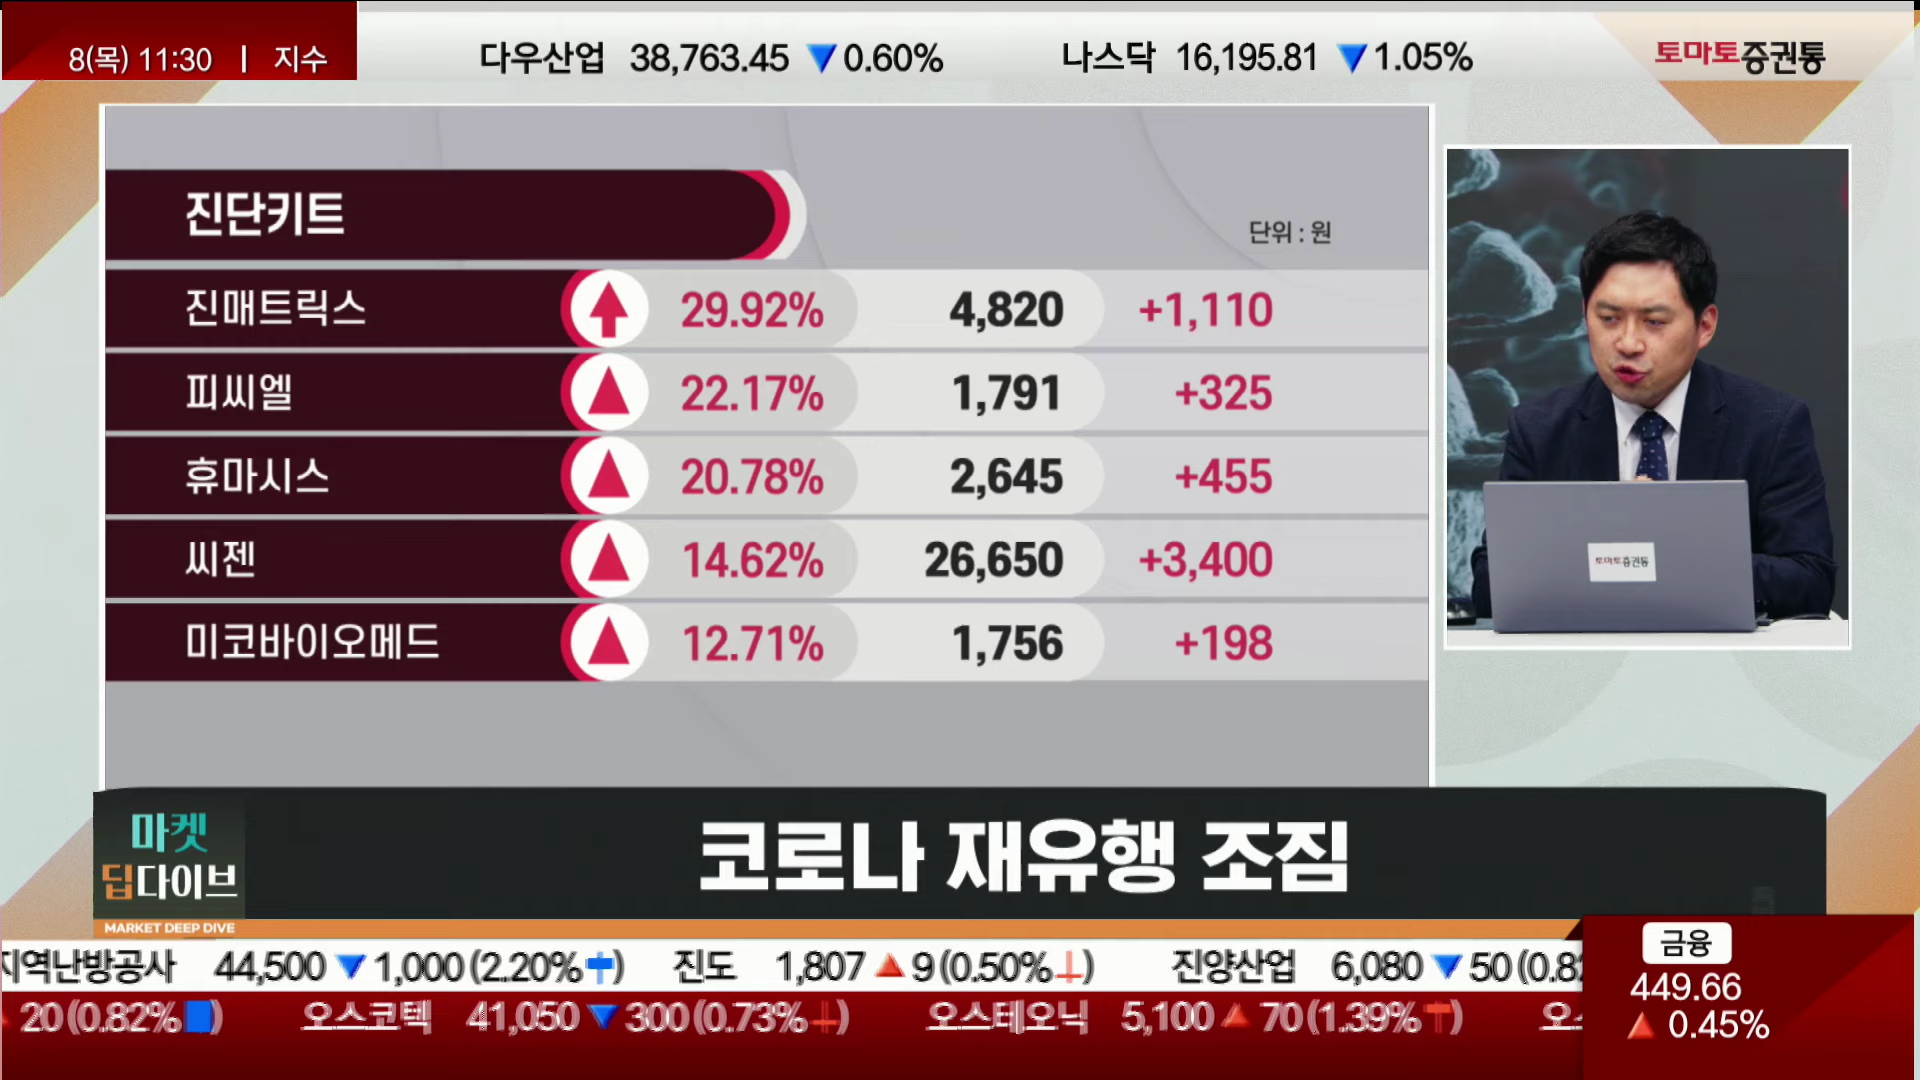 8(목) 11:30 | 지수
다우산업 38,763.45 ▼0.60%
나스닥 16,195.81 ▼1.05%
토마토증권통
진단키트
단위 : 원
진매트릭스 29.92% 4,820 +1,110
피씨엘 ▲ 22.17% 1,791 +325
휴마시스 ▲ 20.78% 2,645 +455
씨젠 ▲ 14.62% 26,650 +3,400
미코바이오메드 ▲ 12.71% 1,756 +198
토마토증권통
마켓
딥다이브
MARKET DEEP DIVE
코로나 재유행 조짐
지역난방공사 44,500 ▼ 1,000 (2.20%) 진도 1,807 ▲ 9 (0.50%) 진양산업 6,080 ▼ 50 (0.82
20 (0.82%) 오스코텍 41,050 ▼ 300 (0.73%) 오스테오닉 5,100 ▲ 70 (1.39%)
금융
449.66
▲ 0.45%